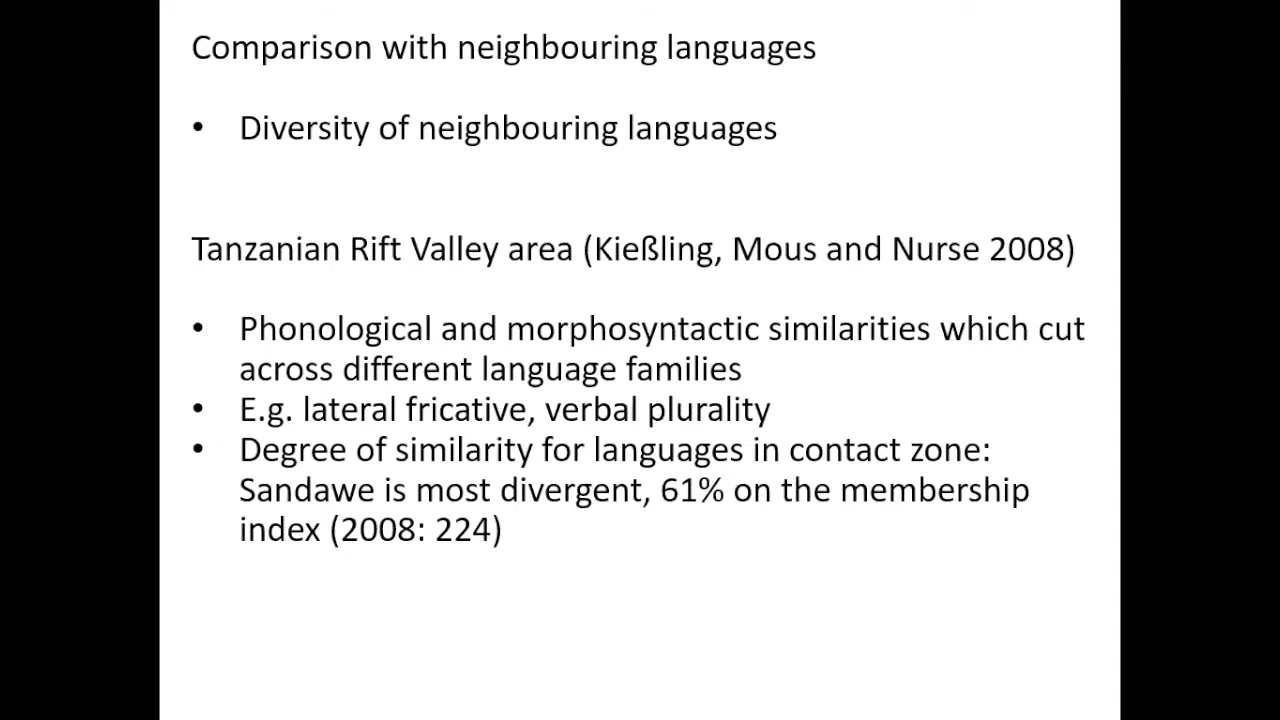 Comparison with neighbouring languages
• Diversity of neighbouring languages
Tanzanian Rift Valley area (Kießling, Mous and Nurse 2008)
• Phonological and morphosyntactic similarities which cut
across different language families
• E.g. lateral fricative, verbal plurality
• Degree of similarity for languages in contact zone:
Sandawe is most divergent, 61% on the membership
index (2008: 224)